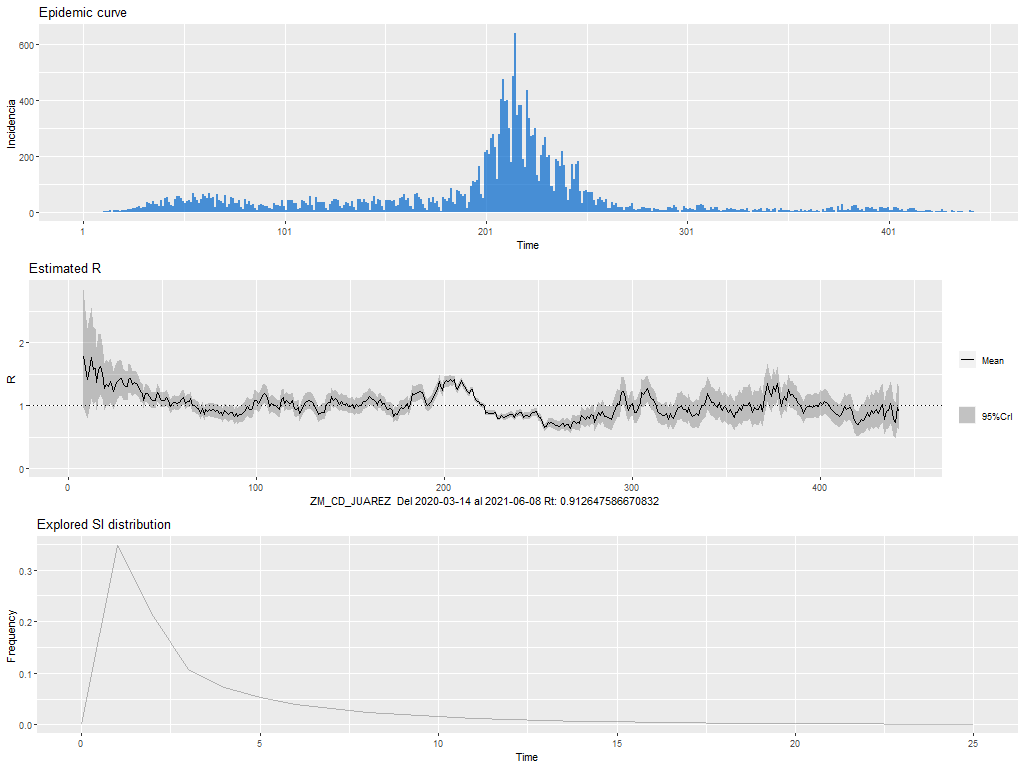 Epidemic curve
600
400
200
0
Incidencia
1
101
201
301
401
Time
Estimated R
2
1
0
R
0
100
200
300
400
ZM_CD_JUAREZ Del 2020-03-14 al 2021-06-08 Rt: 0.912647586670832
Mean
95%CrI
Explored SI distribution
0.3
0.2
0.1
0.0
Frequency
0
5
10
15
20
25
Time